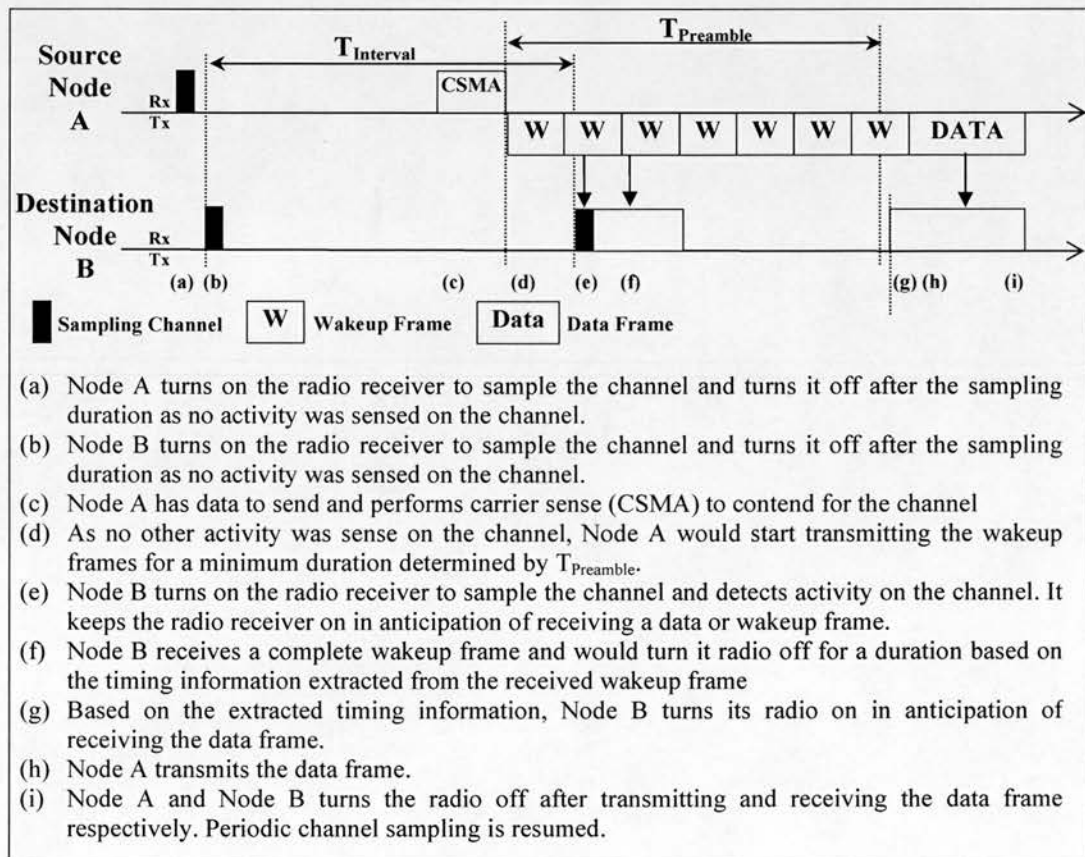 Source
Node
A
Rx
Tx
T_Interval
CSMA
T_Preamble
W W W W W W W DATA
Destination
Node
B
Rx
Tx
(a) (b) (c) (d) (e) (f) (g) (h) (i)
Sampling Channel W Wakeup Frame Data Data Frame
(a) Node A turns on the radio receiver to sample the channel and turns it off after the sampling
duration as no activity was sensed on the channel.
(b) Node B turns on the radio receiver to sample the channel and turns it off after the sampling
duration as no activity was sensed on the channel.
(c) Node A has data to send and performs carrier sense (CSMA) to contend for the channel
(d) As no other activity was sense on the channel, Node A would start transmitting the wakeup
frames for a minimum duration determined by T_Preamble.
(e) Node B turns on the radio receiver to sample the channel and detects activity on the channel. It
keeps the radio receiver on in anticipation of receiving a data or wakeup frame.
(f) Node B receives a complete wakeup frame and would turn it radio off for a duration based on
the timing information extracted from the received wakeup frame
(g) Based on the extracted timing information, Node B turns its radio on in anticipation of
receiving the data frame.
(h) Node A transmits the data frame.
(i) Node A and Node B turns the radio off after transmitting and receiving the data frame
respectively. Periodic channel sampling is resumed.